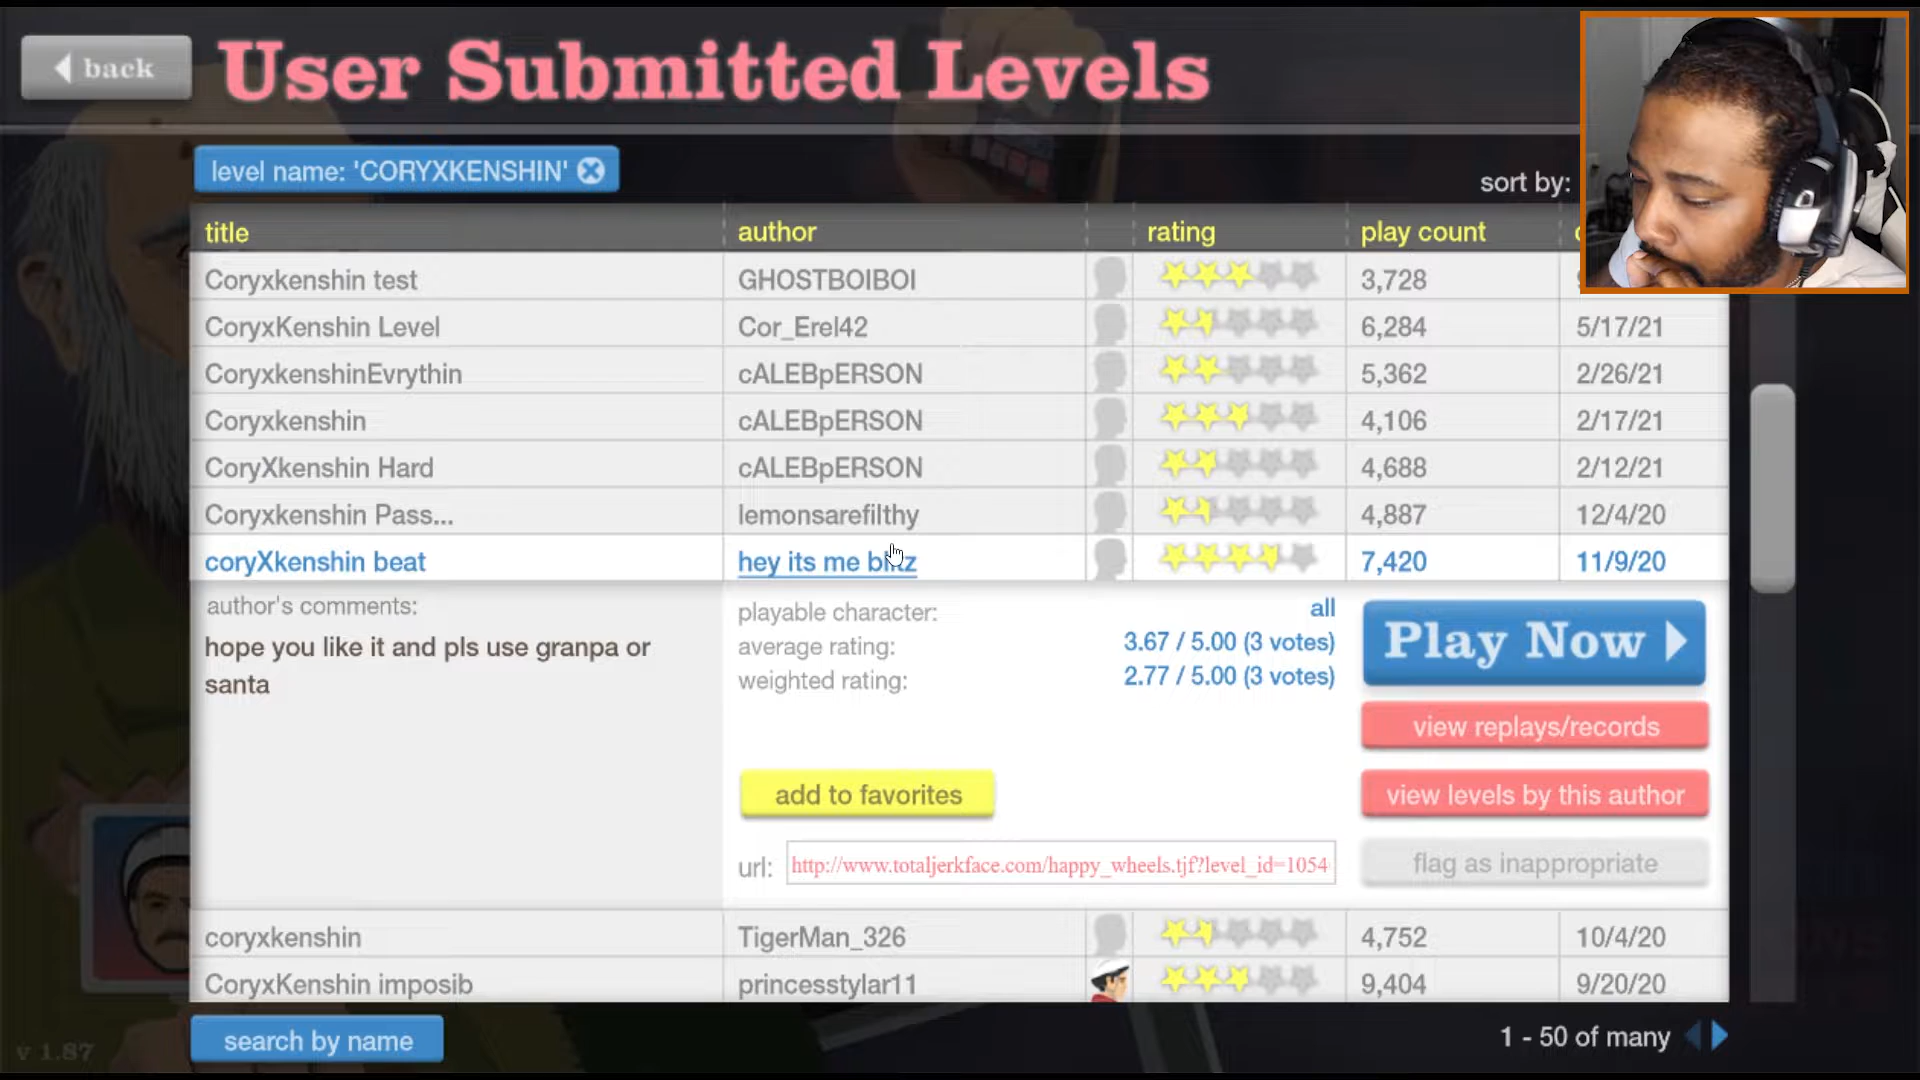 back
User Submitted Levels
level name: 'CORYXKENSHIN'
sort by:
title author rating play count
Coryxkenshin test GHOSTBOIBOI 3,728
CoryxKenshin Level Cor_Erel42 6,284 5/17/21
CoryxkenshinEvrythin cALEBpERSON 5,362 2/26/21
Coryxkenshin cALEBpERSON 4,106 2/17/21
CoryXkenshin Hard cALEBpERSON 4,688 2/12/21
Coryxkenshin Pass... lemonsarefilthy 4,887 12/4/20
coryXkenshin beat hey its me blitz 7,420 11/9/20
author's comments:
hope you like it and pls use granpa or
santa
playable character: all
average rating: 3.67 / 5.00 (3 votes)
weighted rating: 2.77 / 5.00 (3 votes)
Play Now
view replays/records
add to favorites
view levels by this author
url: http://www.totaljerkface.com/happy_wheels.tjf?level_id=1054
flag as inappropriate
coryxkenshin TigerMan_326 4,752 10/4/20
CoryxKenshin imposib princesstylar11 9,404 9/20/20
search by name
1 - 50 of many
v 1.87